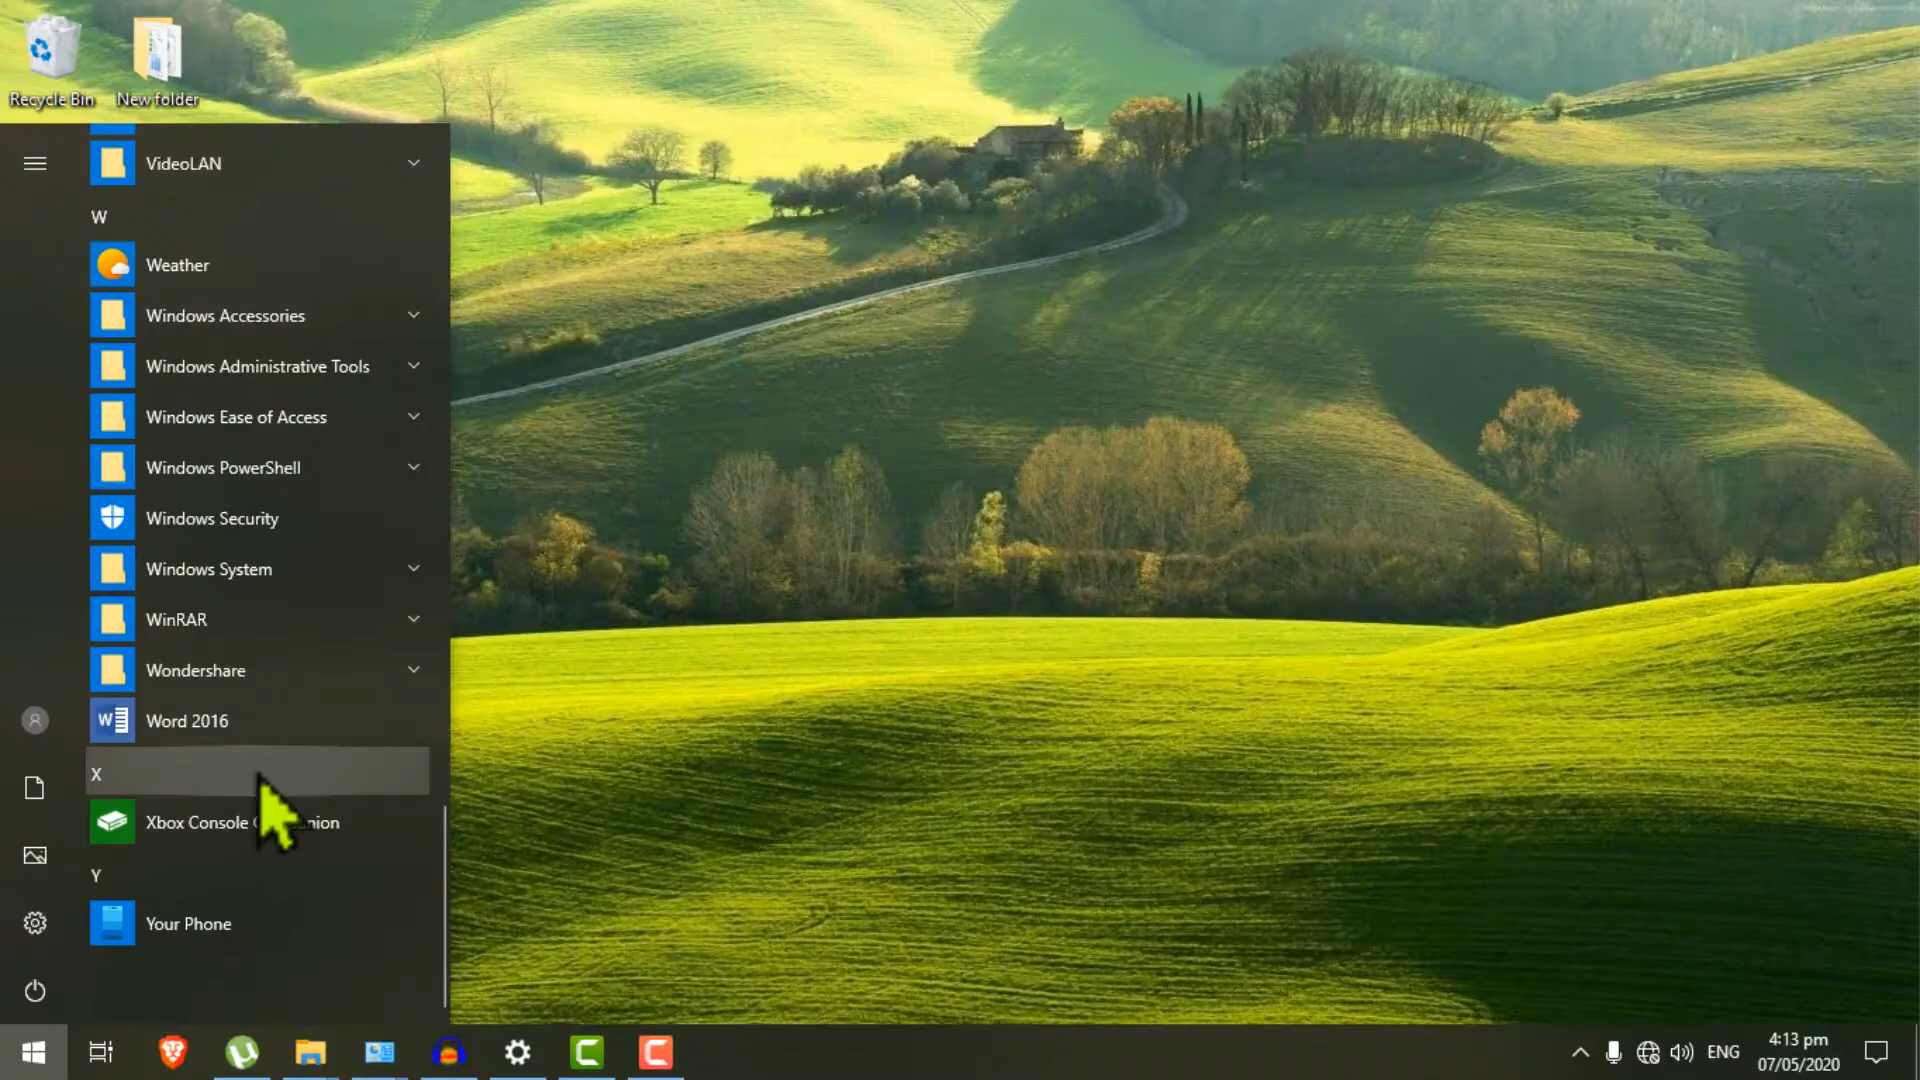 Recycle Bin
New folder
VideoLAN
W
Weather
Windows Accessories
Windows Administrative Tools
Windows Ease of Access
Windows PowerShell
Windows Security
Windows System
WinRAR
Wondershare
Word 2016
X
Xbox Console
Y
Your Phone
ENG
4:13 pm
07/05/2020